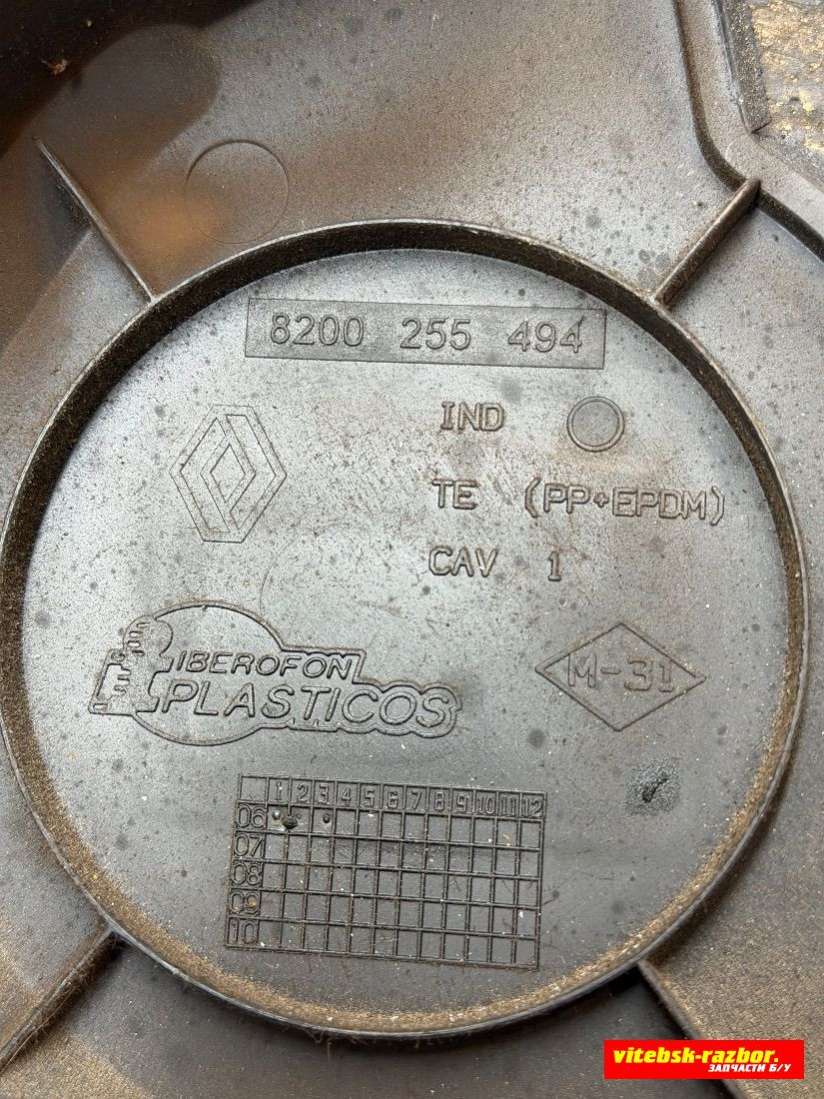 8200 255 494
IND
TE (PP+EPDM)
CAV 1
IBEROFON
PLASTICOS
M-31
1 2 3 4 5 6 7 8 9 10 11 12
06
07
08
09
10
vitebsk-razbor.
ЗАПЧАСТИ Б/У